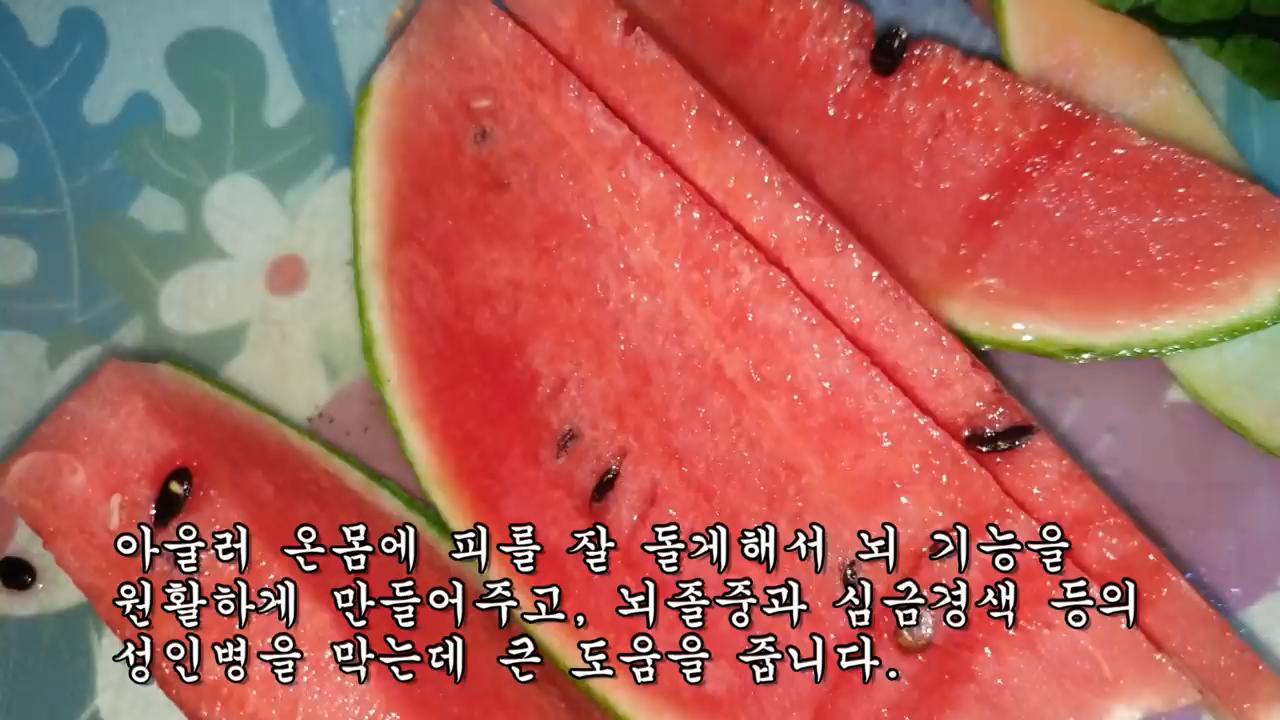 아울러 온몸에 피를 잘 돌게해서 뇌 기능을
원활하게 만들어주고, 뇌졸중과 심금경색 등의
성인병을 막는데 큰 도움을 줍니다.